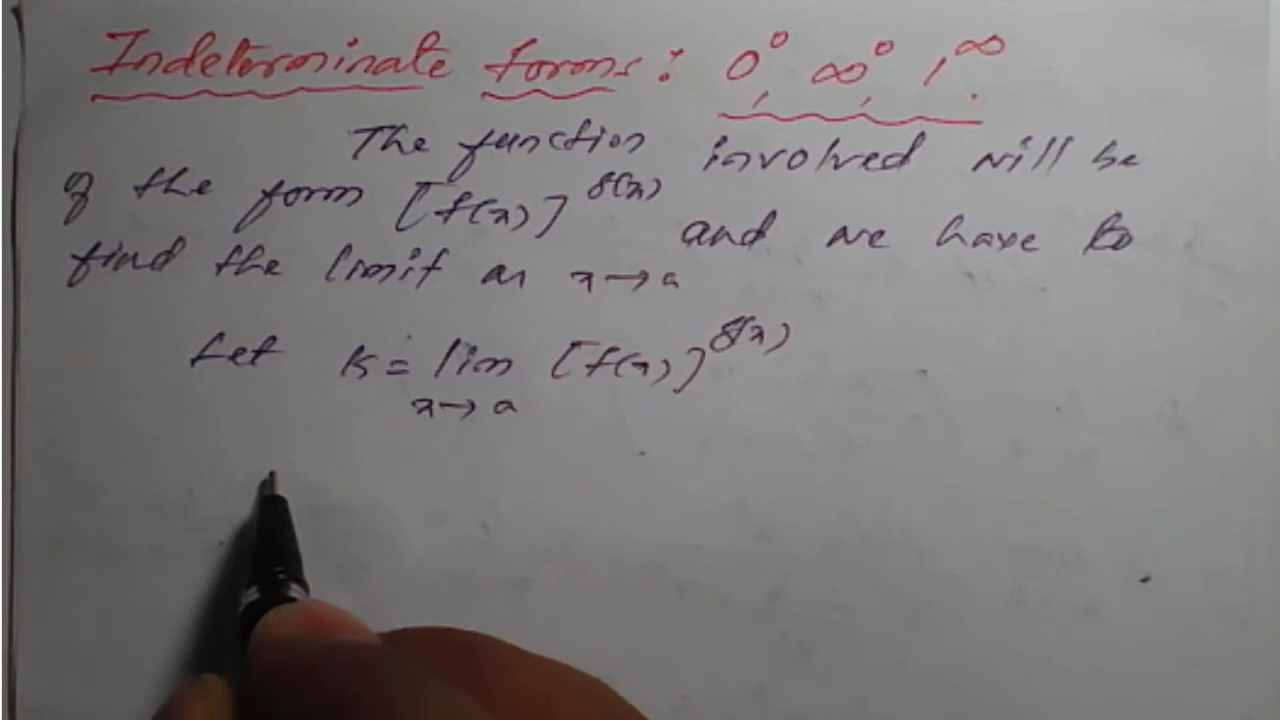 Indeterminate forms: 0⁰, ∞⁰, 1^∞.
The function involved will be
of the form [f(x)]^g(x) and we have to
find the limit as x→a
Let K = lim [f(x)]^g(x)
x→a